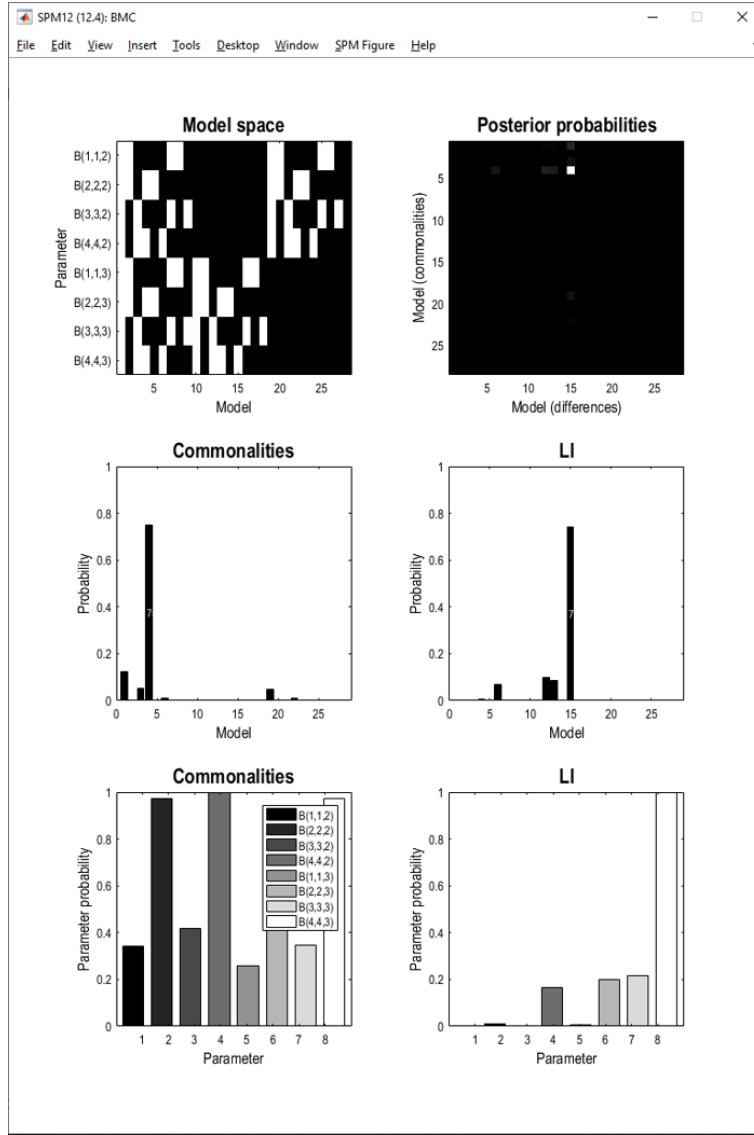 SPM12 (12.4): BMC
File Edit View Insert Tools Desktop Window SPM Figure Help
Model space
Parameter
B(1,1,2)
B(2,2,2)
B(3,3,2)
B(4,4,2)
B(1,1,3)
B(2,2,3)
B(3,3,3)
B(4,4,3)
5 10 15 20 25
Model
Posterior probabilities
Model (commonalities)
5
10
15
20
25
5 10 15 20 25
Model (differences)
Commonalities
Probability
1
0.8
0.6
0.4
0.2
0
7
0 5 10 15 20 25
Model
LI
Probability
1
0.8
0.6
0.4
0.2
0
7
0 5 10 15 20 25
Model
Commonalities
Parameter probability
1
0.8
0.6
0.4
0.2
0
B(1,1,2)
B(2,2,2)
B(3,3,2)
B(4,4,2)
B(1,1,3)
B(2,2,3)
B(3,3,3)
B(4,4,3)
1 2 3 4 5 6 7 8
Parameter
LI
Parameter probability
1
0.8
0.6
0.4
0.2
0
1 2 3 4 5 6 7 8
Parameter